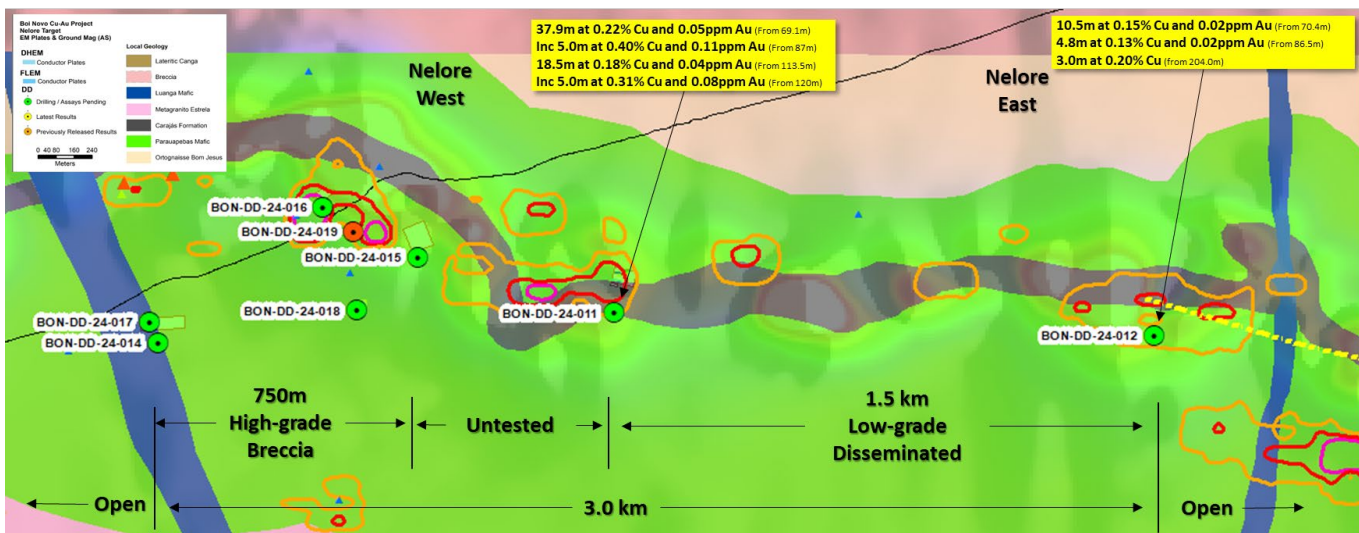 Boi Novo Cu-Au Project
Nelore Target
EM Plates & Ground Mag (AS)
DHEM
Conductor Plates
FLEM
Conductor Plates
DD
Drilling / Assays Pending
Latest Results
Previously Released Results
0 40 80 160 240
Meters
Local Geology
Lateritic Canga
Breccia
Luanga Mafic
Metagranito Estrela
Carajás Formation
Parauapebas Mafic
Ortognaisse Bom Jesus
Nelore
West
37.9m at 0.22% Cu and 0.05ppm Au (From 69.1m)
Inc 5.0m at 0.40% Cu and 0.11ppm Au (From 87m)
18.5m at 0.18% Cu and 0.04ppm Au (From 113.5m)
Inc 5.0m at 0.31% Cu and 0.08ppm Au (From 120m)
Nelore
East
10.5m at 0.15% Cu and 0.02ppm Au (From 70.4m)
4.8m at 0.13% Cu and 0.02ppm Au (From 86.5m)
3.0m at 0.20% Cu (from 204.0m)
BON-DD-24-016
BON-DD-24-019
BON-DD-24-015
BON-DD-24-018
BON-DD-24-011
BON-DD-24-017
BON-DD-24-014
BON-DD-24-012
750m
High-grade
Breccia
Untested
1.5 km
Low-grade
Disseminated
Open
3.0 km
Open